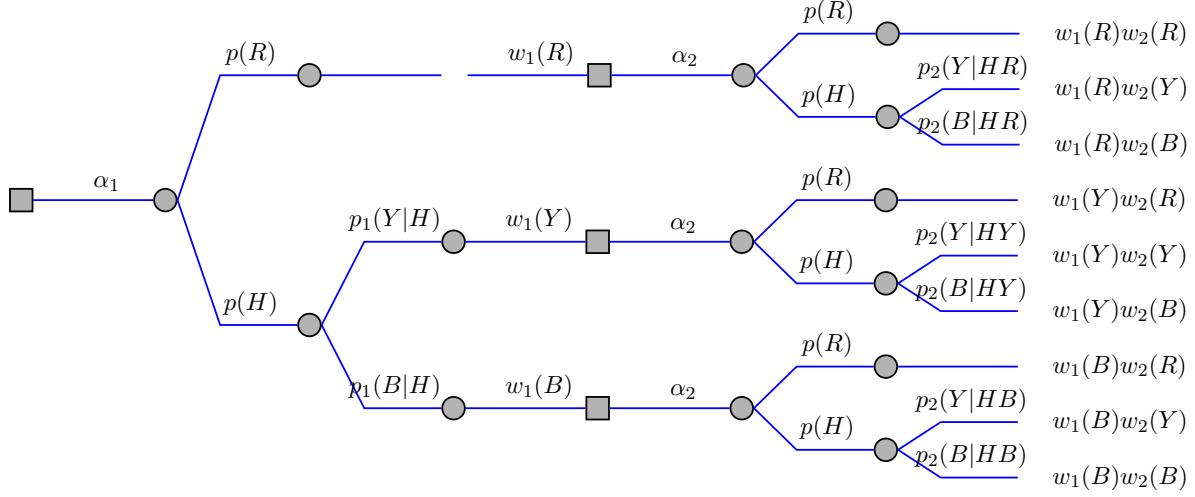 p(R)
p(R) w₁(R) α₂ w₁(R)w₂(R)
p₂(Y|HR)
p(H) w₁(R)w₂(Y)
p₂(B|HR)
w₁(R)w₂(B)
α₁ p(R) w₁(Y)w₂(R)
p₁(Y|H) w₁(Y) α₂
p₂(Y|HY)
p(H) w₁(Y)w₂(Y)
p₂(B|HY)
p(H) w₁(Y)w₂(B)
p(R)
w₁(B)w₂(R)
p₁(B|H) w₁(B) α₂
p₂(Y|HB)
p(H) w₁(B)w₂(Y)
p₂(B|HB)
w₁(B)w₂(B)